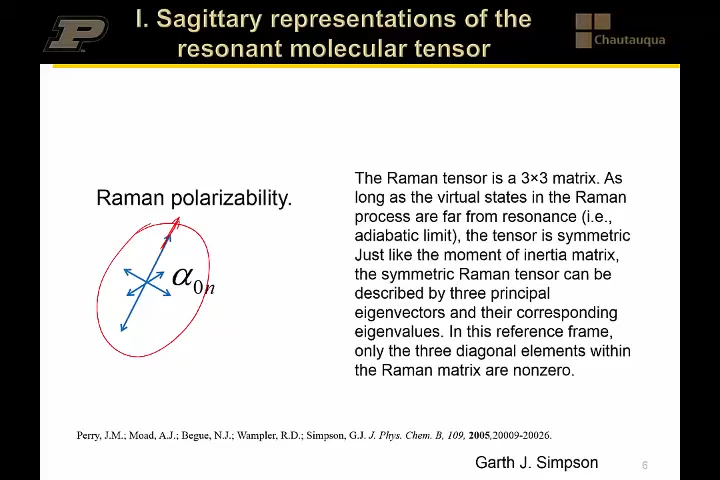 I. Sagittary representations of the
resonant molecular tensor
P
Chautauqua
Raman polarizability.
α0n
The Raman tensor is a 3×3 matrix. As
long as the virtual states in the Raman
process are far from resonance (i.e.,
adiabatic limit), the tensor is symmetric
Just like the moment of inertia matrix,
the symmetric Raman tensor can be
described by three principal
eigenvectors and their corresponding
eigenvalues. In this reference frame,
only the three diagonal elements within
the Raman matrix are nonzero.
Perry, J.M.; Moad, A.J.; Begue, N.J.; Wampler, R.D.; Simpson, G.J. J. Phys. Chem. B, 109, 2005,20009-20026.
Garth J. Simpson
6